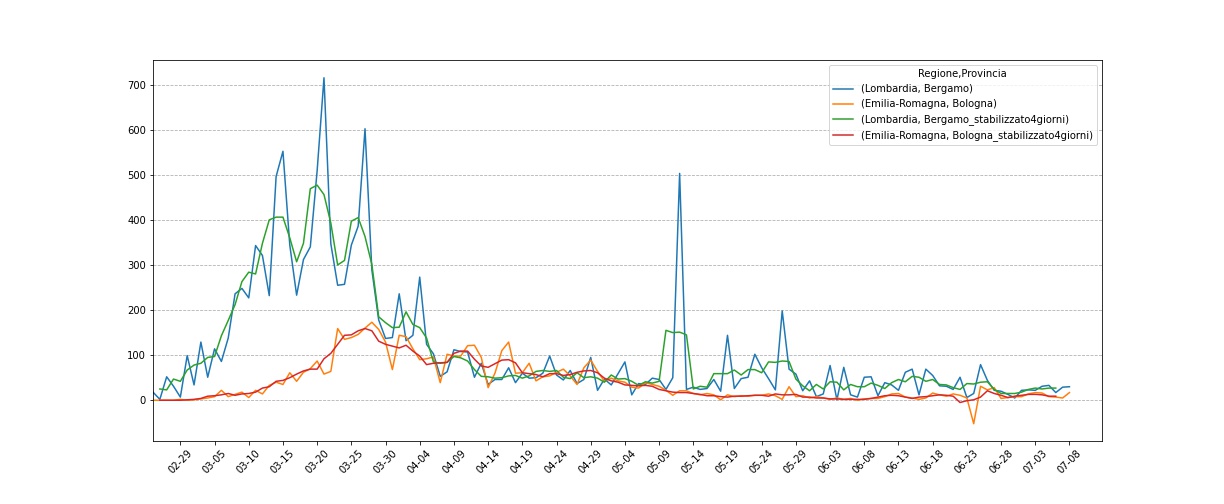 Regione,Provincia
(Lombardia, Bergamo)
(Emilia-Romagna, Bologna)
(Lombardia, Bergamo_stabilizzato4giorni)
(Emilia-Romagna, Bologna_stabilizzato4giorni)
700
600
500
400
300
200
100
0
02-29 03-05 03-10 03-15 03-20 03-25 03-30 04-04 04-09 04-14 04-19 04-24 04-29 05-04 05-09 05-14 05-19 05-24 05-29 06-03 06-08 06-13 06-18 06-23 06-28 07-03 07-08